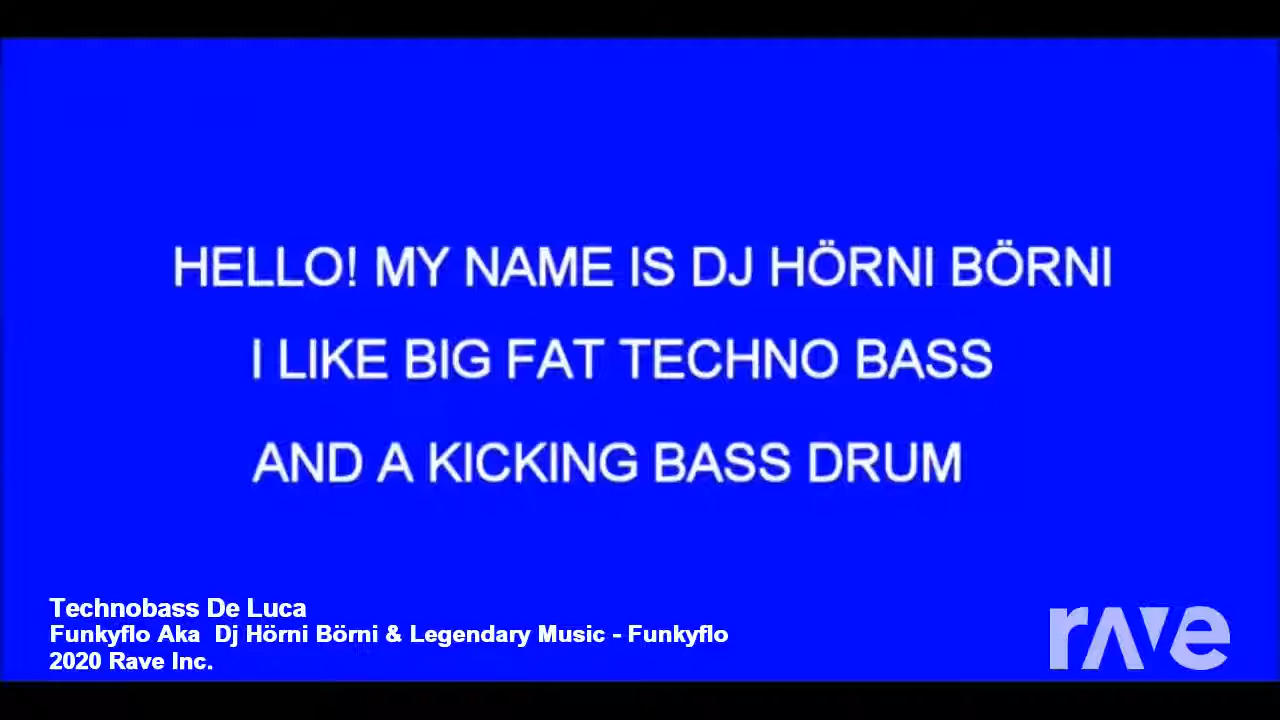 HELLO! MY NAME IS DJ HÖRNI BÖRNI
I LIKE BIG FAT TECHNO BASS
AND A KICKING BASS DRUM
Technobass De Luca
Funkyflo Aka  Dj Hörni Börni & Legendary Music - Funkyflo
2020 Rave Inc.
rave